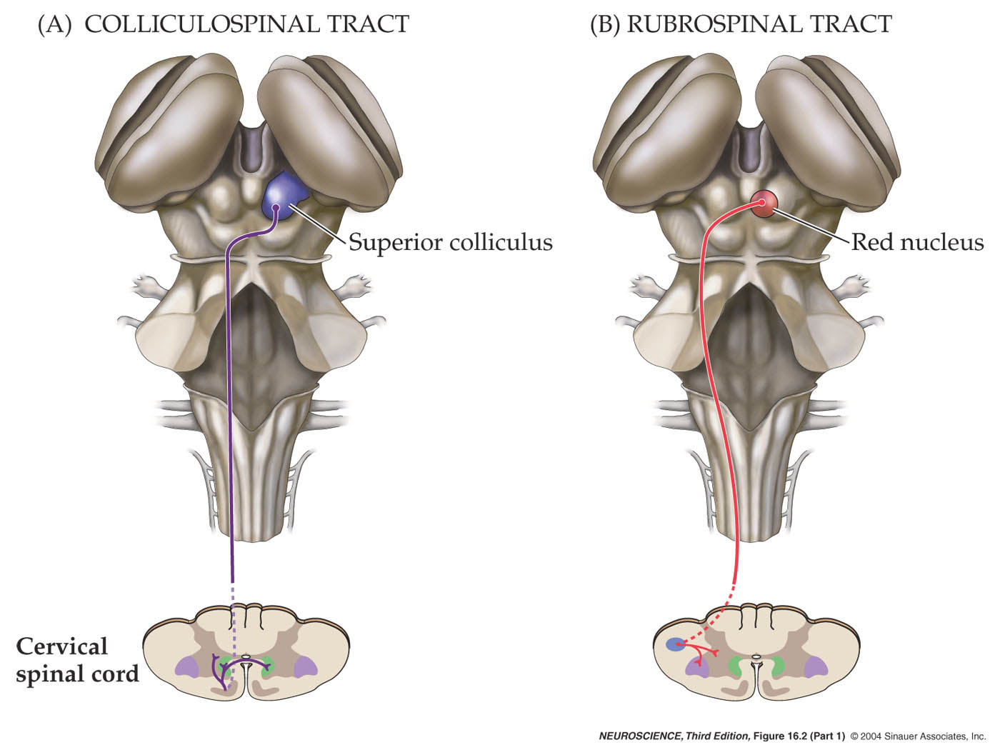 (A) COLLICULOSPINAL TRACT
(B) RUBROSPINAL TRACT
Superior colliculus
Red nucleus
Cervical
spinal cord
NEUROSCIENCE, Third Edition, Figure 16.2 (Part 1) © 2004 Sinauer Associates, Inc.